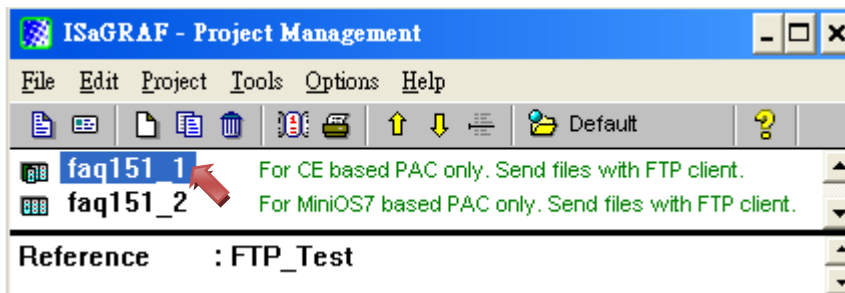 ISaGRAF - Project Management
File Edit Project Tools Options Help
Default
faq151_1 For CE based PAC only. Send files with FTP client.
faq151_2 For MiniOS7 based PAC only. Send files with FTP client.
Reference : FTP_Test